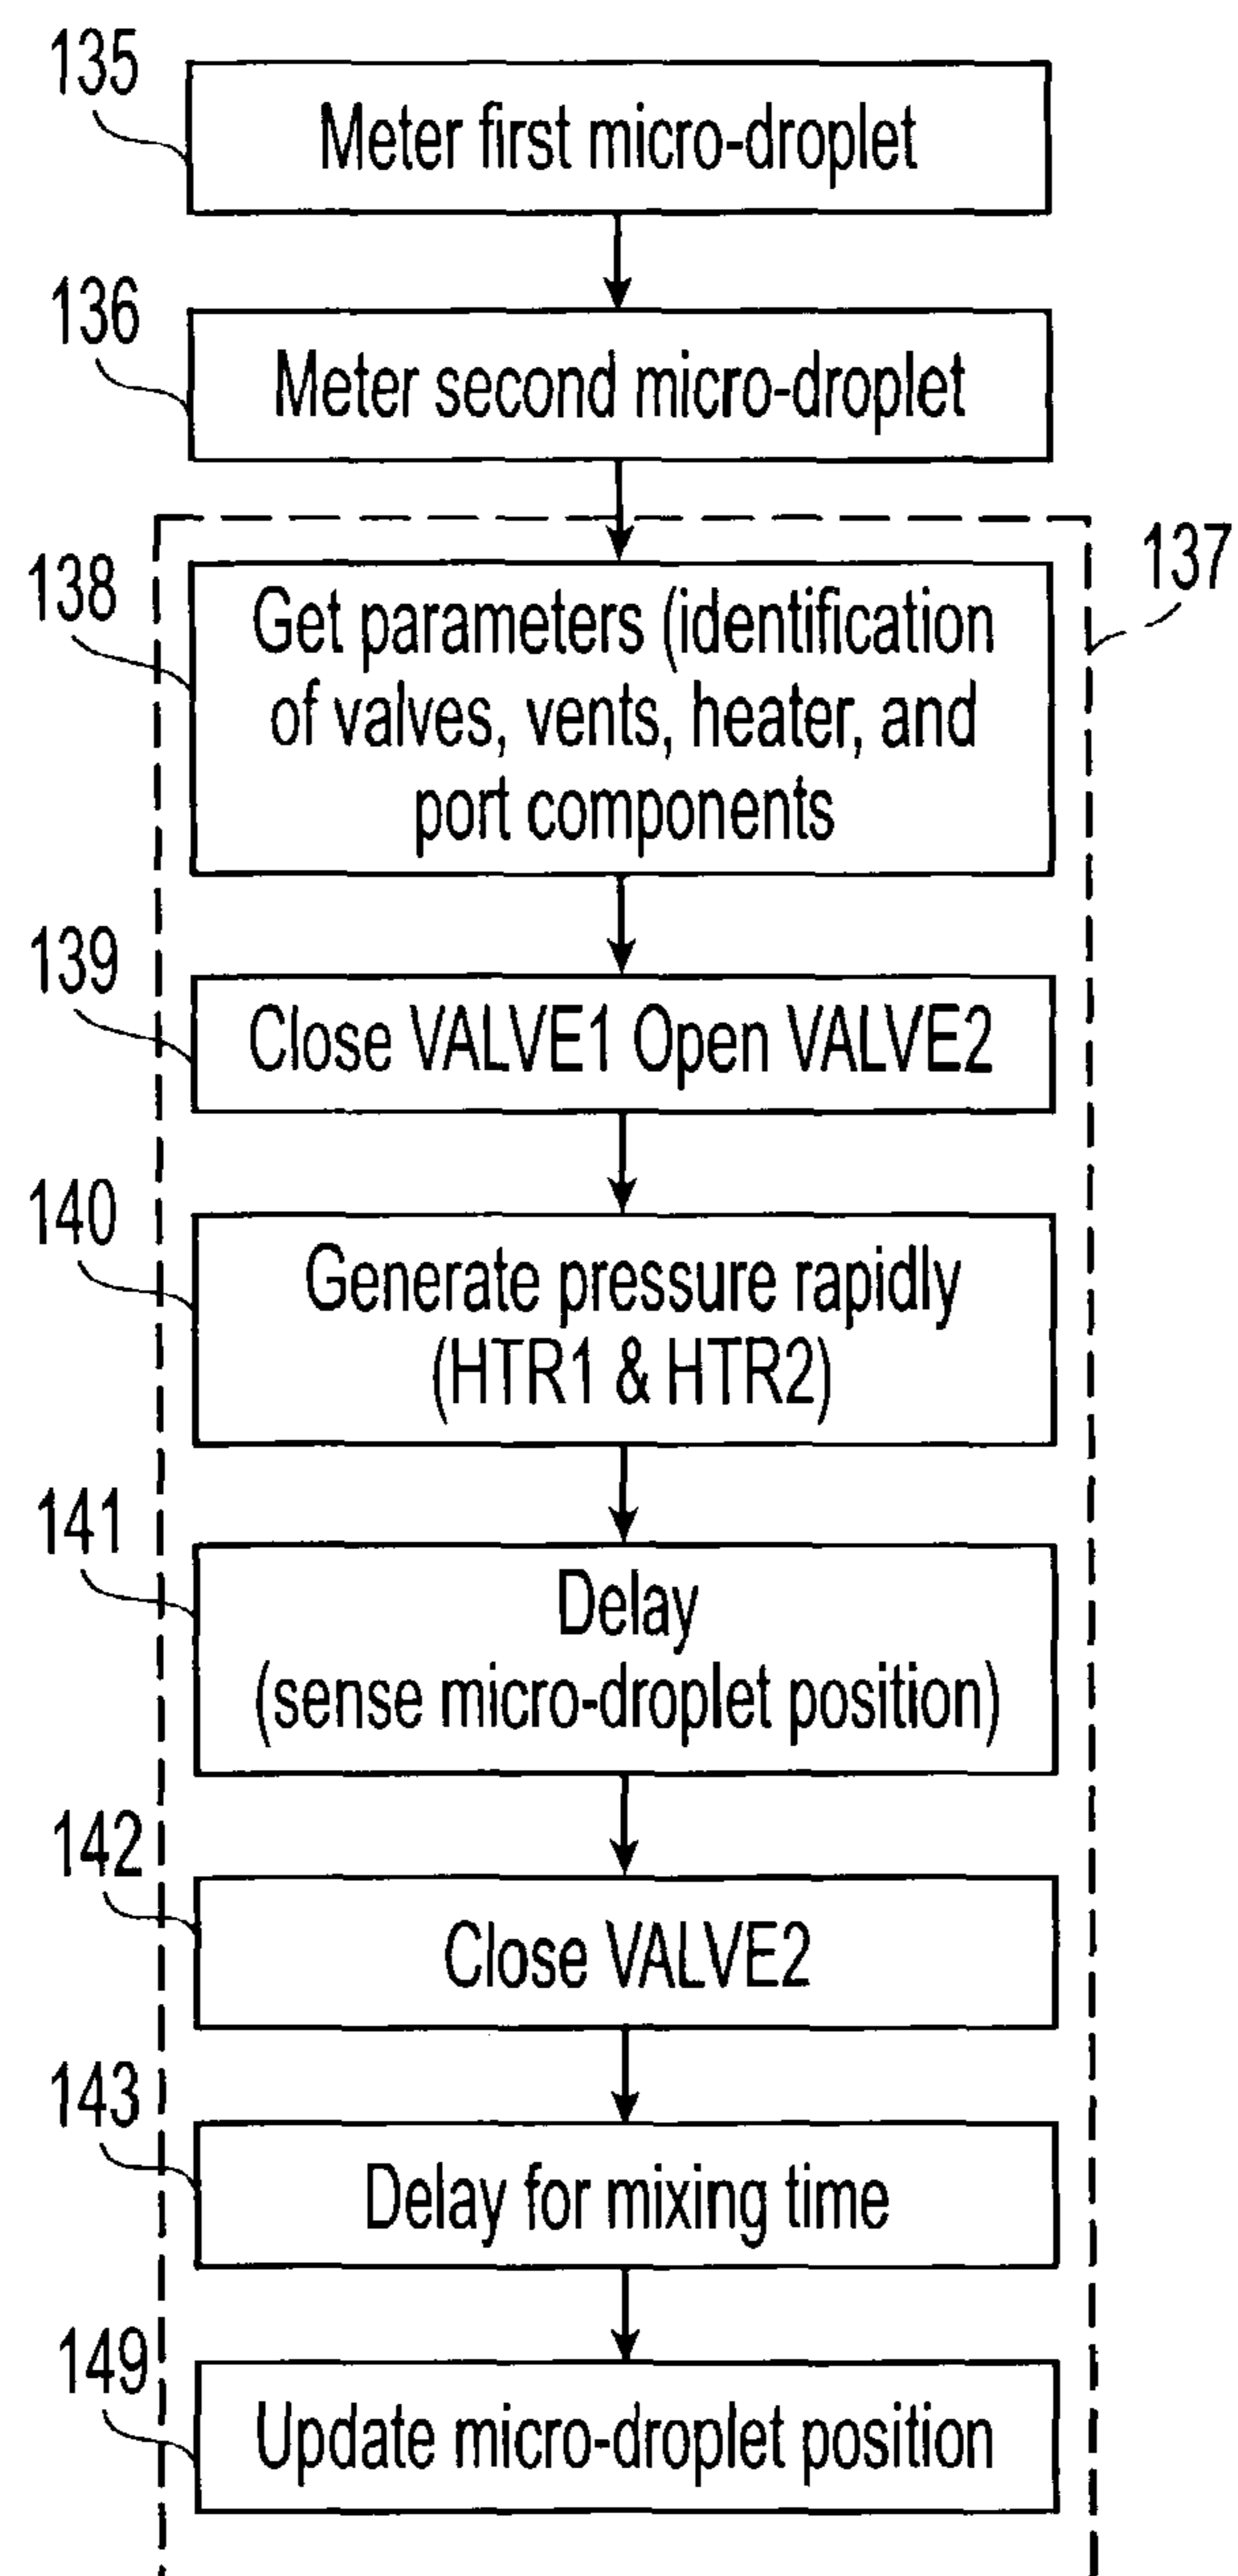 135
Meter first micro-droplet
136
Meter second micro-droplet
137
138
Get parameters (identification
of valves, vents, heater, and
port components
139
Close VALVE1 Open VALVE2
140
Generate pressure rapidly
(HTR1 & HTR2)
141
Delay
(sense micro-droplet position)
142
Close VALVE2
143
Delay for mixing time
149
Update micro-droplet position